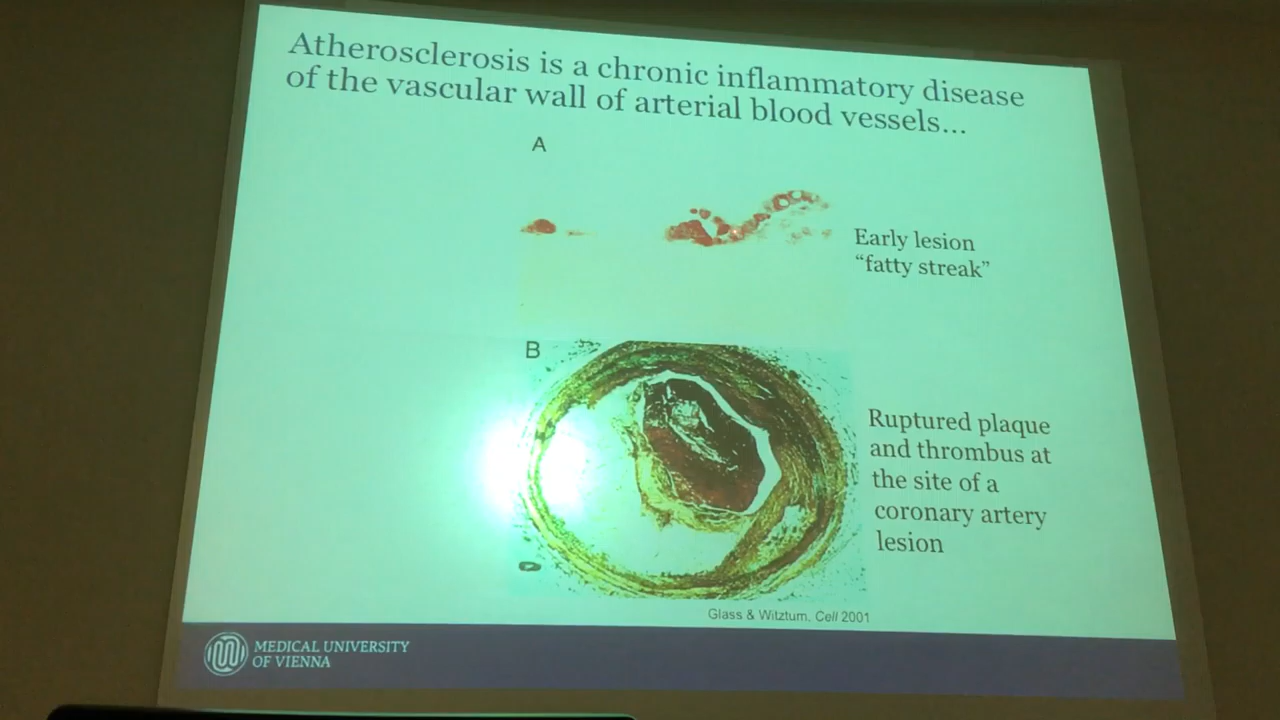 Atherosclerosis is a chronic inflammatory disease
of the vascular wall of arterial blood vessels...
A
Early lesion
“fatty streak”
B
Ruptured plaque
and thrombus at
the site of a
coronary artery
lesion
Glass & Witztum. Cell 2001
MEDICAL UNIVERSITY
OF VIENNA